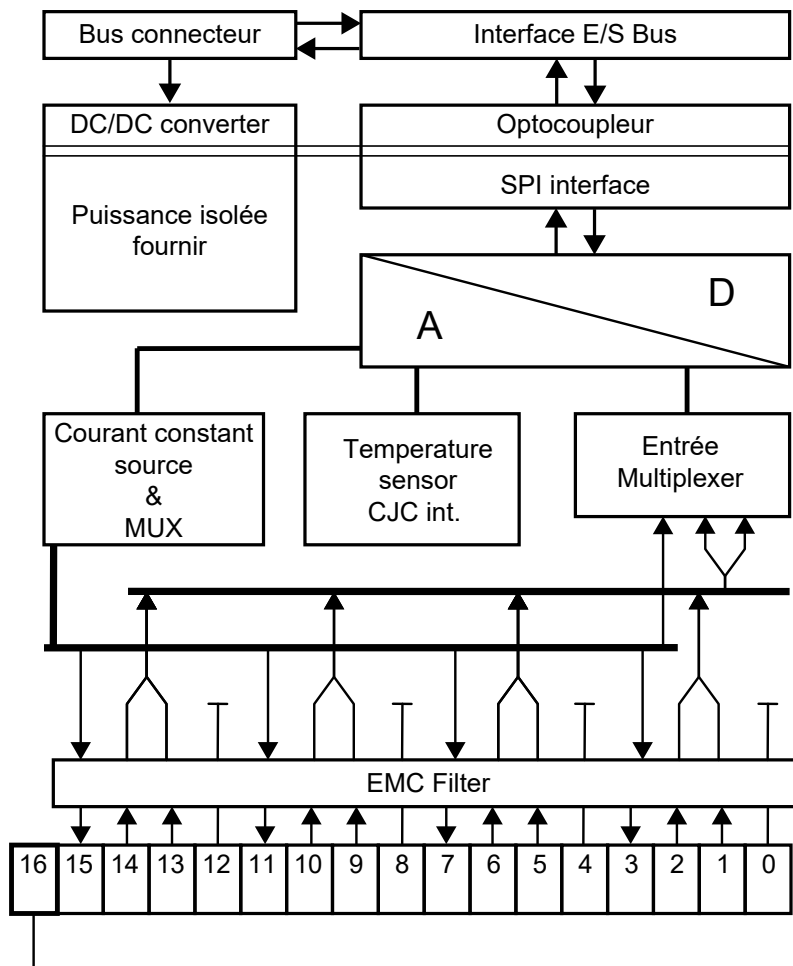 Bus connecteur
Interface E/S Bus
DC/DC converter
Optocoupleur
SPI interface
Puissance isolée
fournir
A
D
Courant constant
source
&
MUX
Temperature
sensor
CJC int.
Entrée
Multiplexer
EMC Filter
16 15 14 13 12 11 10 9 8 7 6 5 4 3 2 1 0